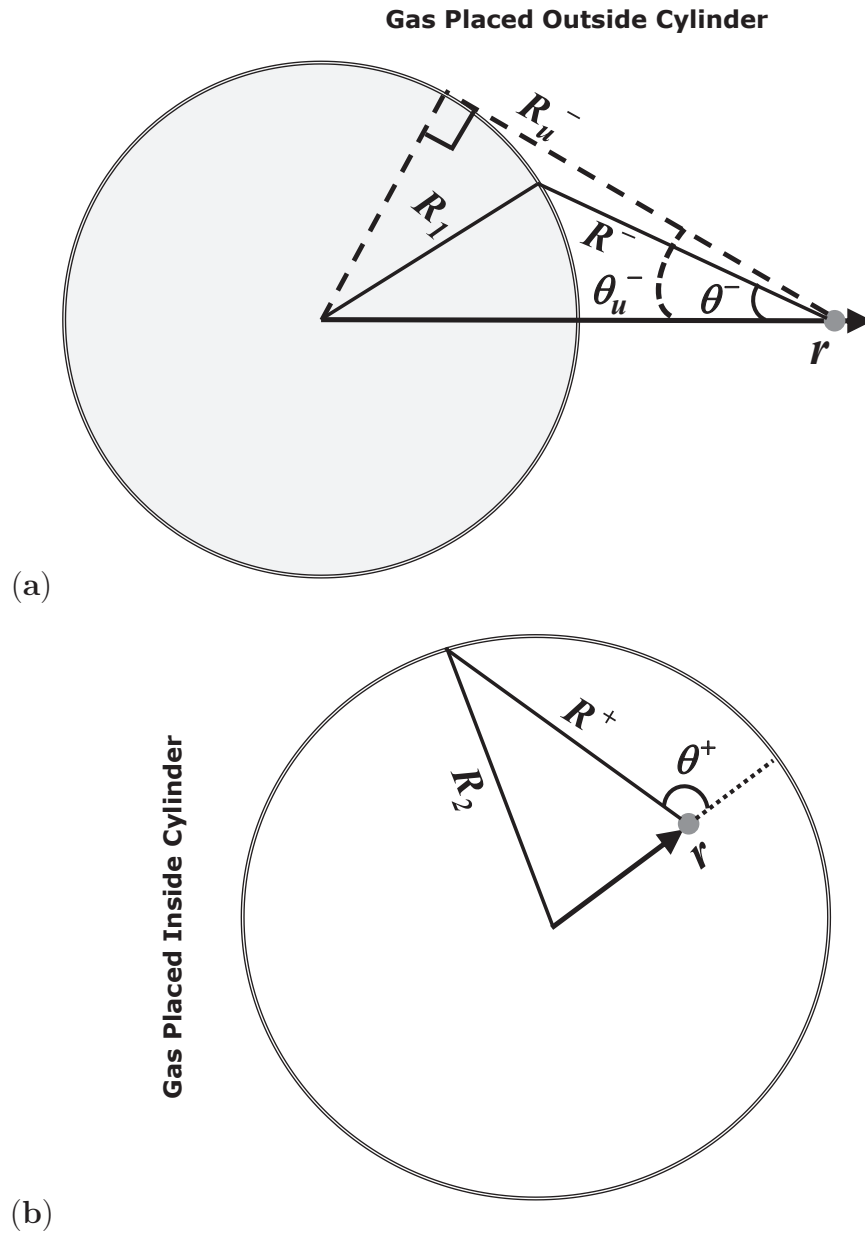 Gas Placed Outside Cylinder
R_u^-
R_1
R^-
θ_u^-
θ^-
r
(a)
Gas Placed Inside Cylinder
R^+
θ^+
R_2
r
(b)